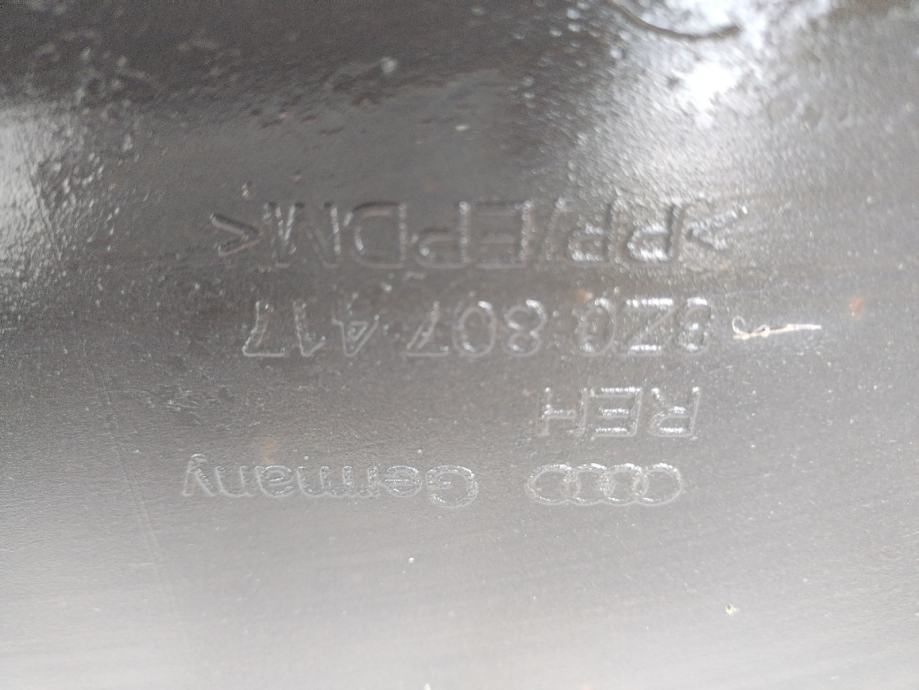 Germany
REH
8Z0 807 417
>PP/EPDM<